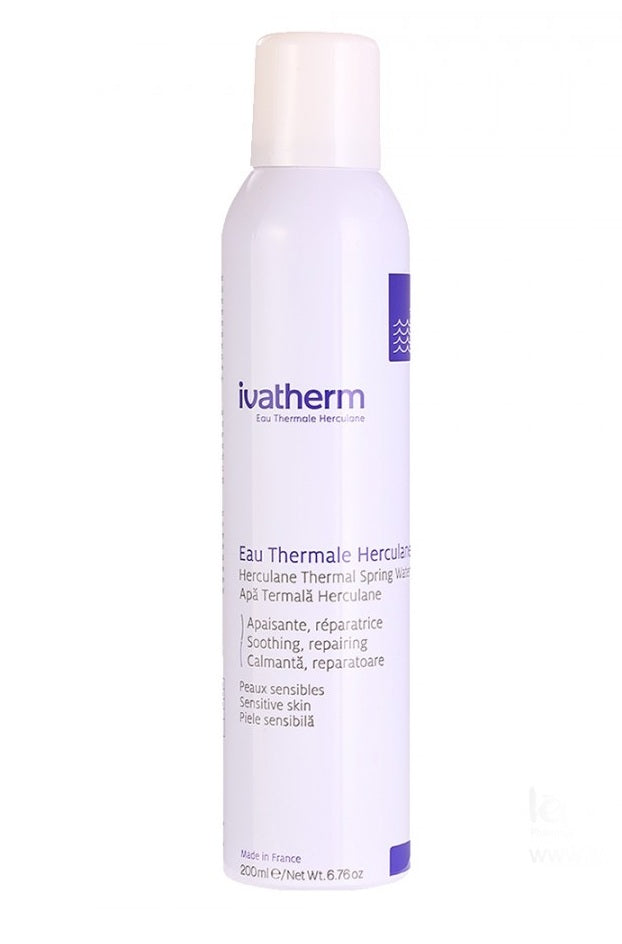 ivatherm
Eau Thermale Herculane
Eau Thermale Herculane
Herculane Thermal Spring Water
Apă Termală Herculane
Apaisante, réparatrice
Soothing, repairing
Calmantă, reparatoare
Peaux sensibles
Sensitive skin
Piele sensibilă
Made in France
200ml ℮/Net Wt. 6.76 oz
www.